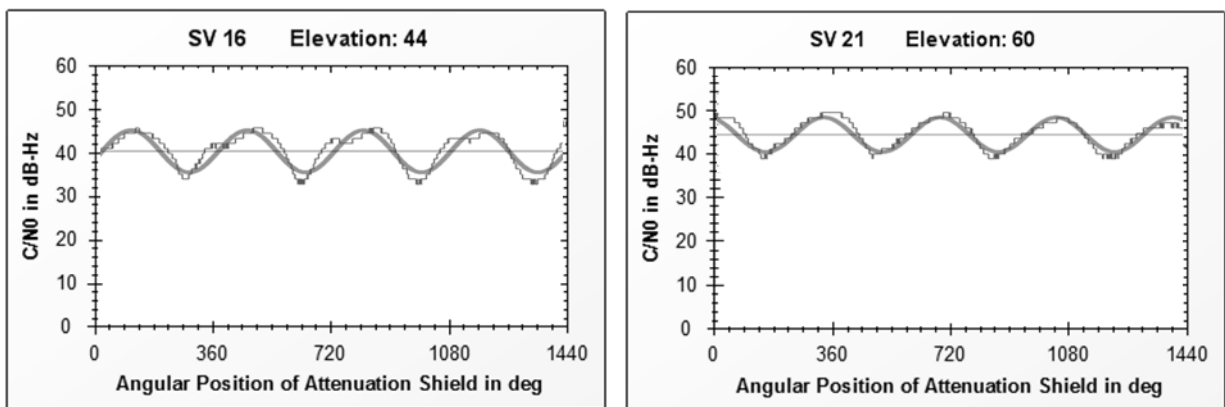 SV 16 Elevation: 44
60
50
40
30
20
10
0
C/N0 in dB-Hz
0 360 720 1080 1440
Angular Position of Attenuation Shield in deg
SV 21 Elevation: 60
60
50
40
30
20
10
0
C/N0 in dB-Hz
0 360 720 1080 1440
Angular Position of Attenuation Shield in deg